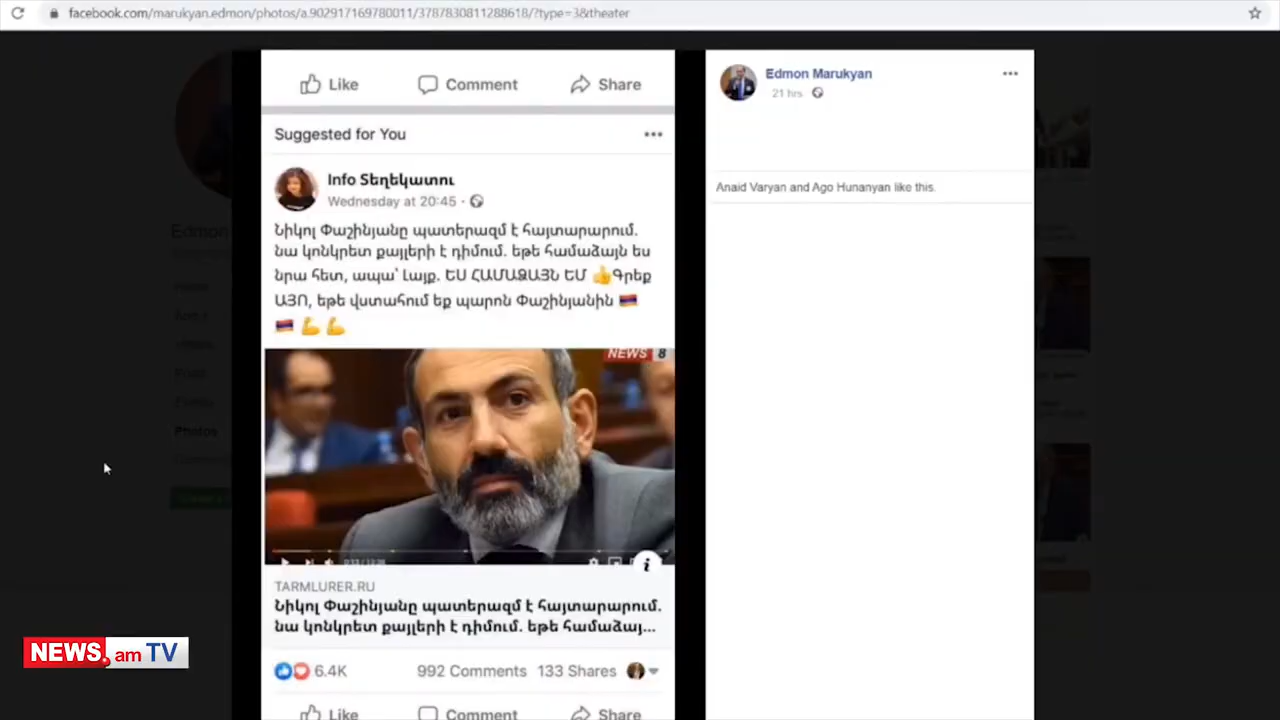 facebook.com/marukyan.edmon/photos/a.902917169780011/3787830811288618/?type=3&theater
Like Comment Share
Suggested for You
Info Տեղեկատու
Wednesday at 20:45 ·
Նիկոլ Փաշինյանը պատերազմ է հայտարարում.
նա կոնկրետ քայլերի է դիմում. եթե համաձայն ես
նրա հետ, ապա՝ Լայք. ԵՍ ՀԱՄԱՁԱՅՆ ԵՄ 👍Գրեք
ԱՅՈ, եթե վստահում եք պարոն Փաշինյանին 🇦🇲
🇦🇲 💪 💪
NEWS 8
TARMLURER.RU
Նիկոլ Փաշինյանը պատերազմ է հայտարարում.
նա կոնկրետ քայլերի է դիմում. եթե համաձայ...
6.4K 992 Comments 133 Shares
Like Comment Share
Edmon Marukyan
21 hrs
Anaid Varyan and Ago Hunanyan like this.
Edmon
Photos
NEWS.am TV